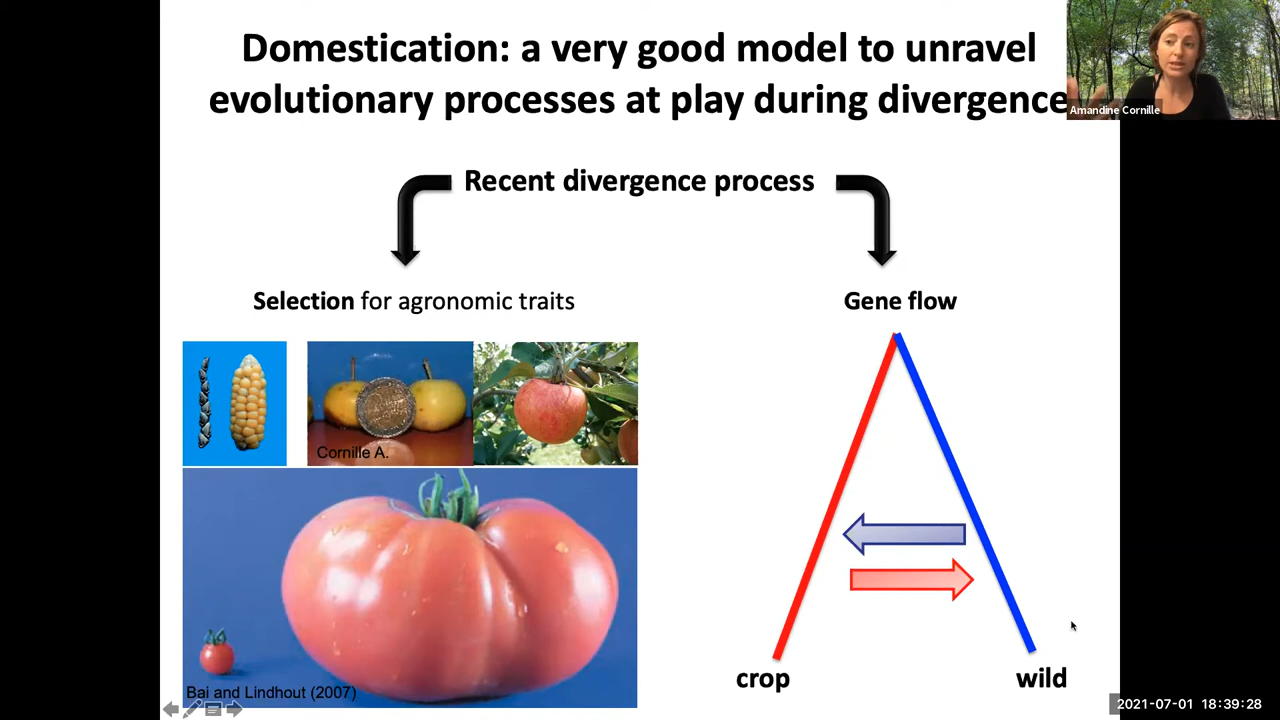 Domestication: a very good model to unravel
evolutionary processes at play during divergence
Amandine Cornille
Recent divergence process
Selection for agronomic traits
Gene flow
Cornille A.
Bai and Lindhout (2007)
crop
wild
2021-07-01 18:39:28